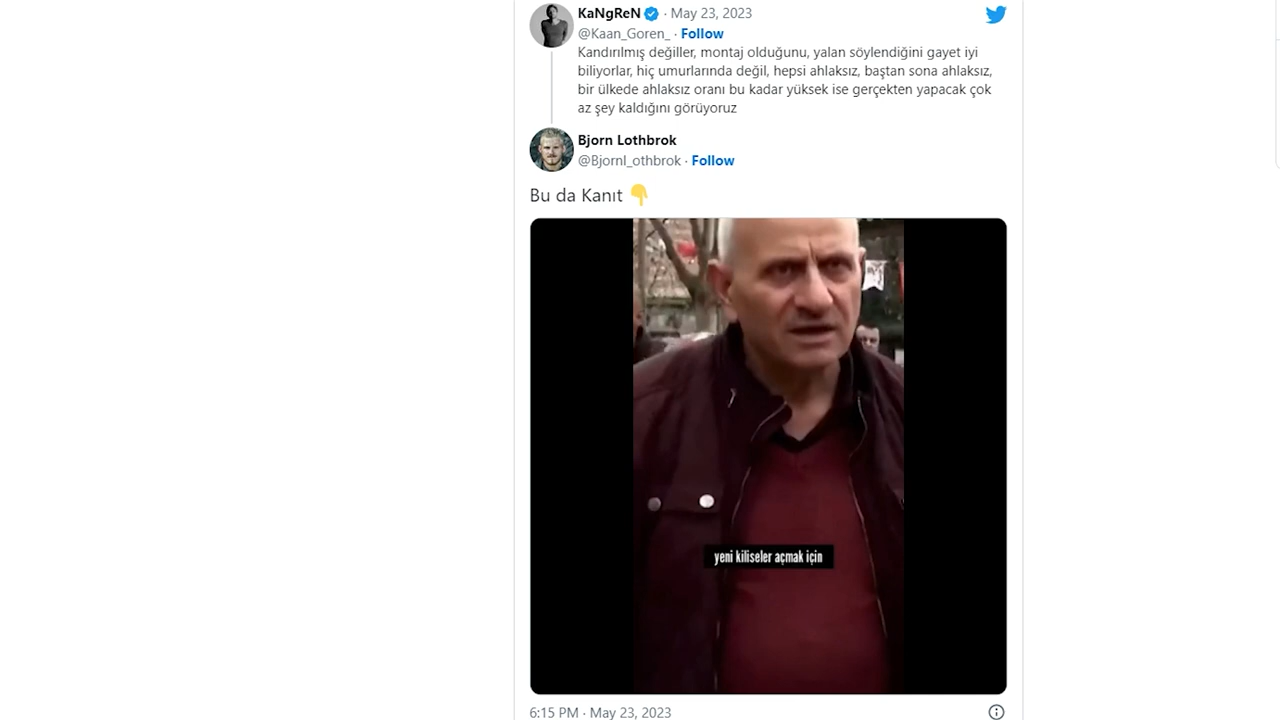 KaNgReN · May 23, 2023
@Kaan_Goren_ · Follow
Kandırılmış değiller, montaj olduğunu, yalan söylendiğini gayet iyi
biliyorlar, hiç umurlarında değil, hepsi ahlaksız, baştan sona ahlaksız,
bir ülkede ahlaksız oranı bu kadar yüksek ise gerçekten yapacak çok
az şey kaldığını görüyoruz
Bjorn Lothbrok
@Bjornl_othbrok · Follow
Bu da Kanıt 👇
yeni kiliseler açmak için
6:15 PM · May 23, 2023